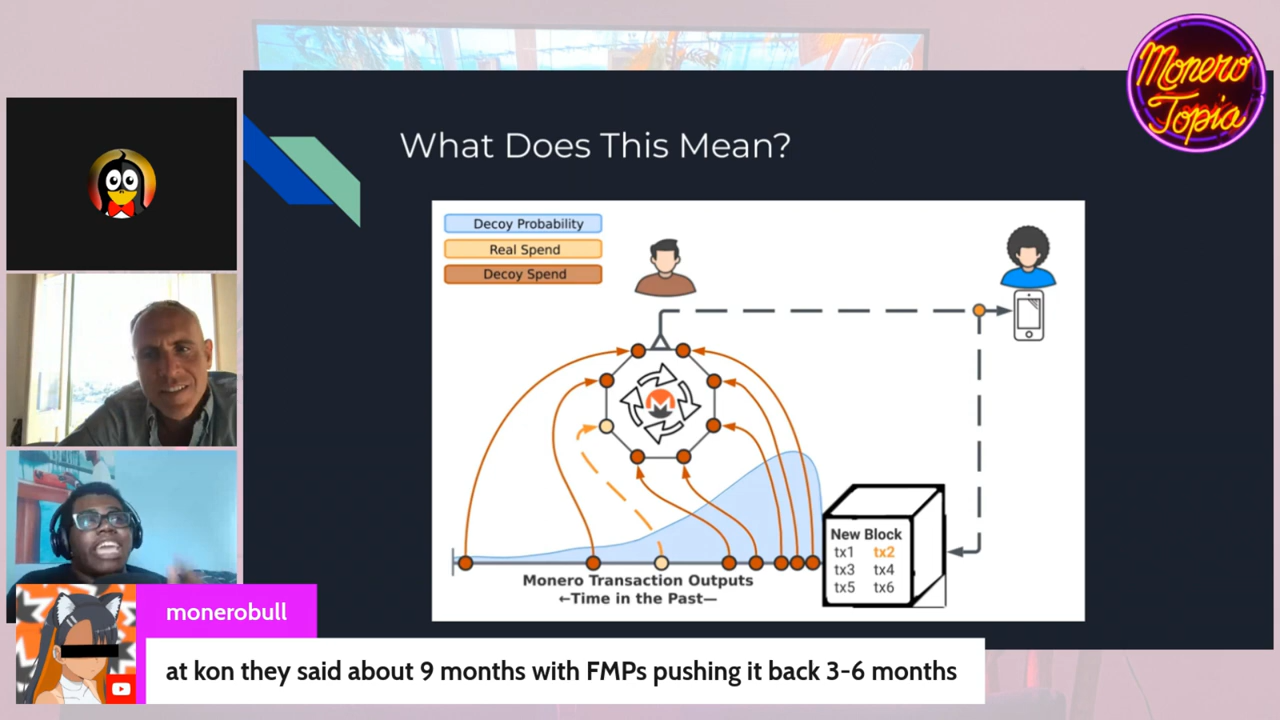 Monero
Topia
What Does This Mean?
Decoy Probability
Real Spend
Decoy Spend
New Block
tx1 tx2
tx3 tx4
tx5 tx6
Monero Transaction Outputs
←Time in the Past—
monerobull
at kon they said about 9 months with FMPs pushing it back 3-6 months